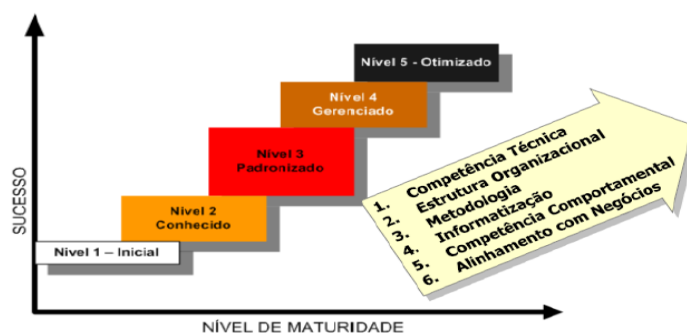 SUCESSO
Nível 5 - Otimizado
Nível 4
Gerenciado
Nível 3
Padronizado
Nível 2
Conhecido
Nível 1 – Inicial
1. Competência Técnica
2. Estrutura Organizacional
3. Metodologia
4. Informatização
5. Competência Comportamental
6. Alinhamento com Negócios
NÍVEL DE MATURIDADE